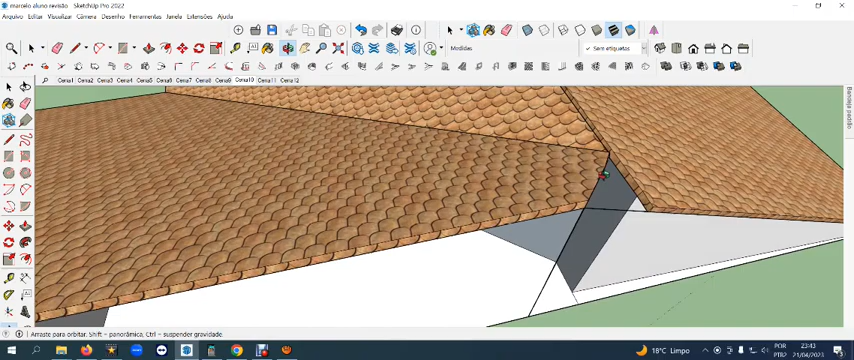 marcelo aluno revisão - SketchUp Pro 2022
Arquivo Editar Visualizar Câmera Desenho Ferramentas Janela Extensões Ajuda
Medidas
Sem etiquetas
Cena1 Cena2 Cena3 Cena4 Cena5 Cena7 Cena8 Cena9 Cena10 Cena11 Cena12
Bandeja padrão
Arraste para orbitar. Shift = panorâmica, Ctrl = suspender gravidade.
18°C Limpo
POR
PTB2
23:43
21/04/2023